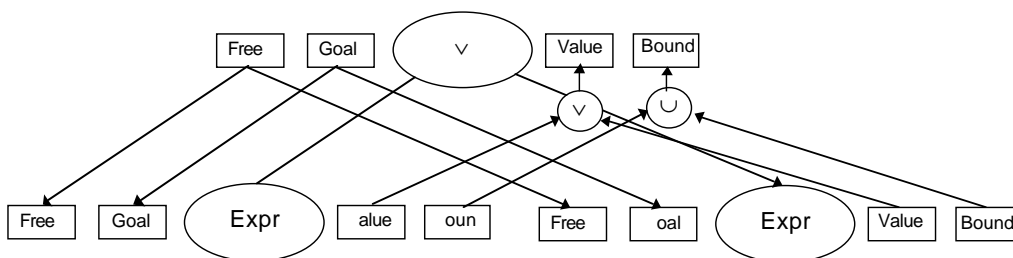 Free Goal ∨ Value Bound
∨ ∪
Free Goal Expr alue oun Free oal Expr Value Bound